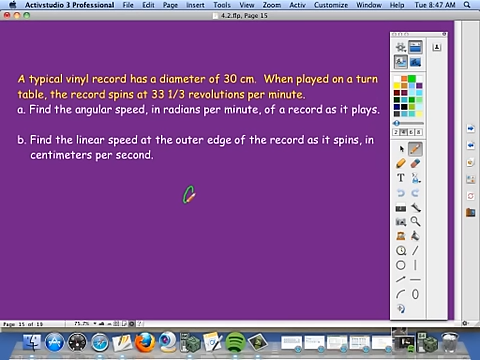 Activstudio 3 Professional File Edit View Page Insert Tools Sett Activ Customize Window Help Tue 8:47 AM
4.2.flp, Page 15
A typical vinyl record has a diameter of 30 cm. When played on a turn
table, the record spins at 33 1/3 revolutions per minute.
a. Find the angular speed, in radians per minute, of a record as it plays.
b. Find the linear speed at the outer edge of the record as it spins, in
centimeters per second.
Page 15 of 19